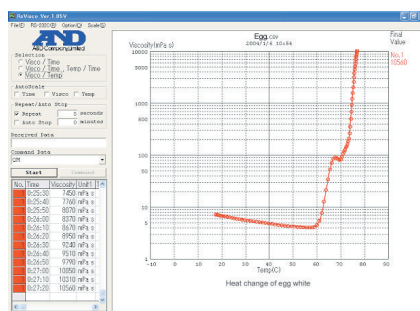 ReVisco Ver.1.05V
File(F) RS-232C(R) Option(O) Scale(S)
AND
A&D Company,Limited
Selection
Visco / Time
Visco / Time , Temp / Time
Visco / Temp
AutoScale
Time Visco Temp
Repeat/Auto Stop
Repeat 5 seconds
Auto Stop 0 minutes
Received Data
Command Data
QM
Start Command
No. Time Viscosity Unit1 T
0:25:30 7450 mPa s
0:25:40 7760 mPa s
0:25:50 8070 mPa s
0:26:00 8370 mPa s
0:26:10 8670 mPa s
0:26:20 8950 mPa s
0:26:30 9240 mPa s
0:26:40 9510 mPa s
0:26:50 9790 mPa s
0:27:00 10050 mPa s
0:27:10 10310 mPa s
0:27:20 10560 mPa s
Egg.csv
Viscosity(mPa s)
Final
Value
No.1
10560
10000
5000
1000
500
100
50
10
5
1
-10 0 10 20 30 40 50 60 70 80 90
Temp(C)
Heat change of egg white